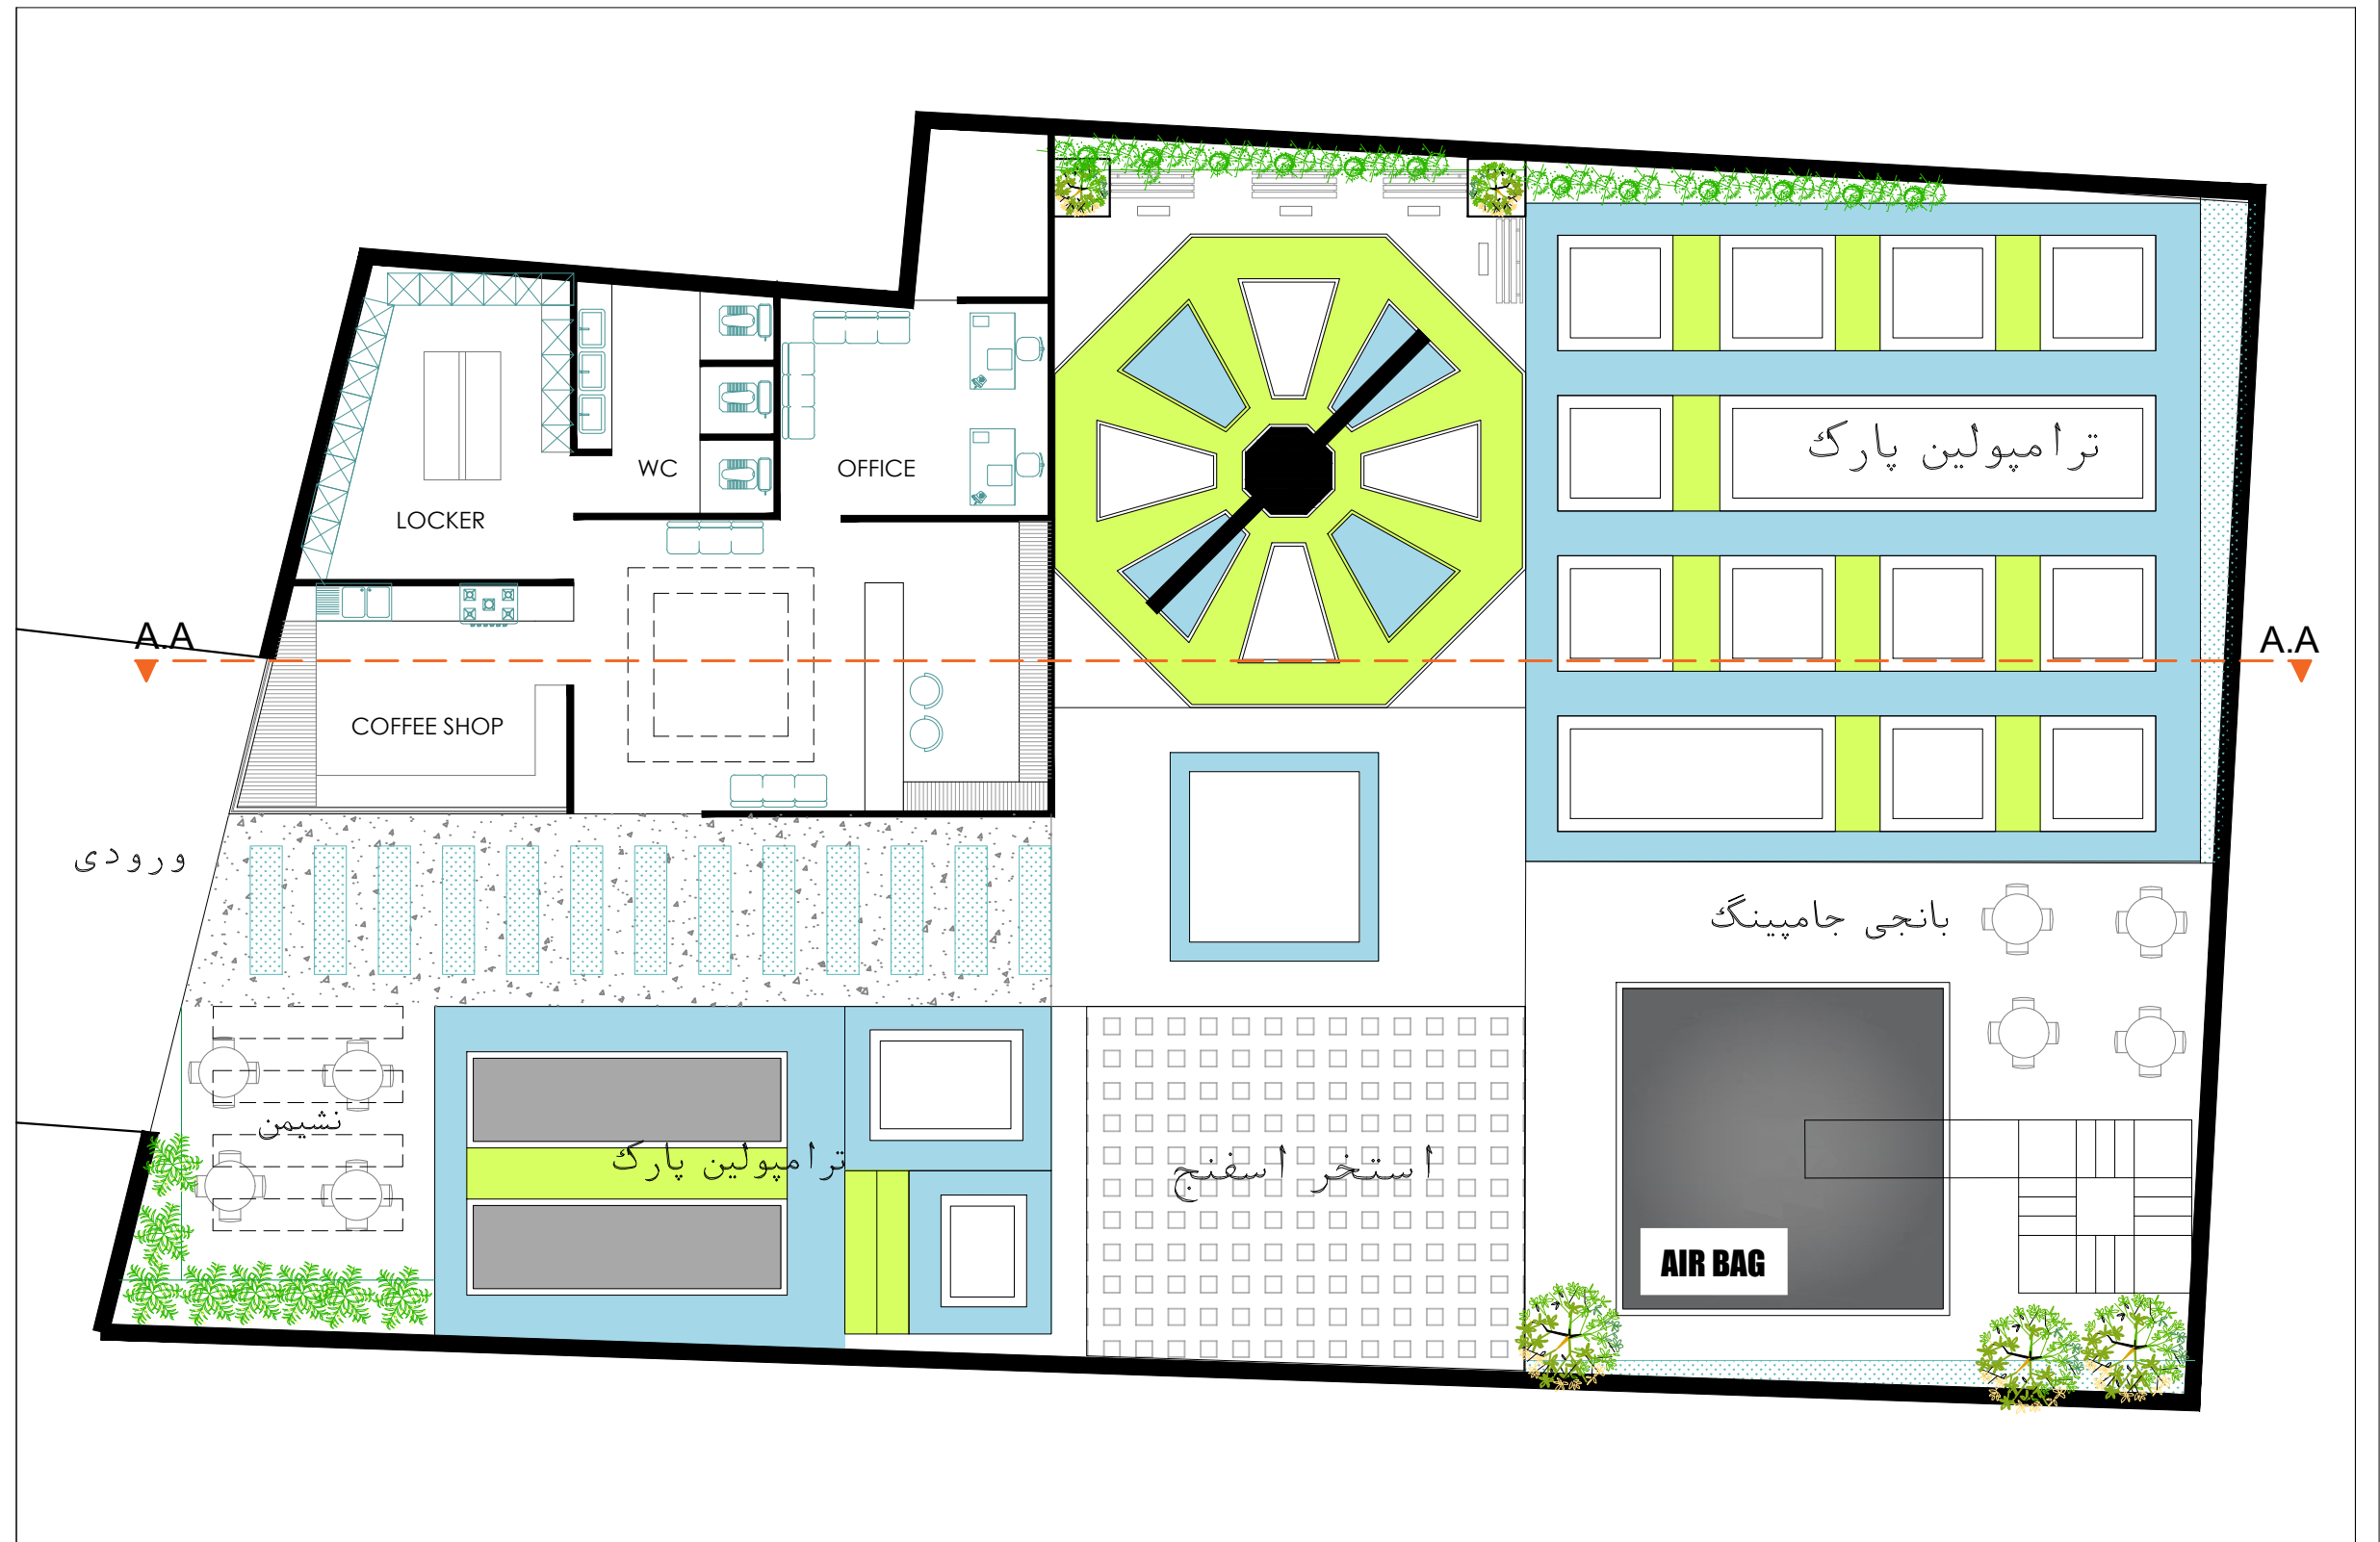 ترامپولین پارک
WC
OFFICE
LOCKER
A.A
A.A
COFFEE SHOP
ورودی
بانجی جامپینگ
نشیمن
ترامپولین پارک
استخر اسفنج
AIR BAG